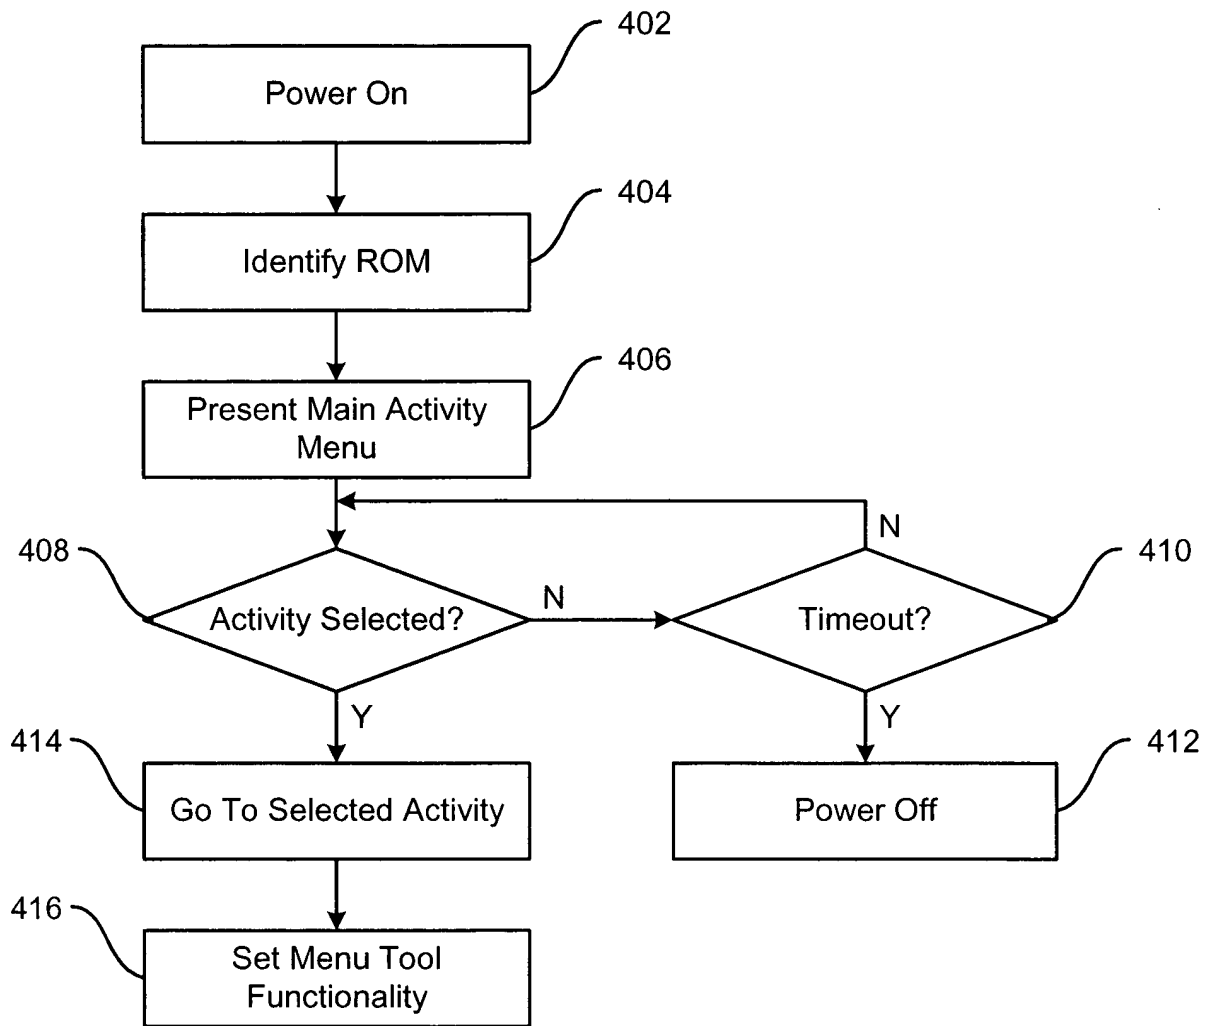 402
Power On
404
Identify ROM
406
Present Main Activity
Menu
N
408
410
Activity Selected?
N
Timeout?
Y
Y
414
412
Go To Selected Activity
Power Off
416
Set Menu Tool
Functionality